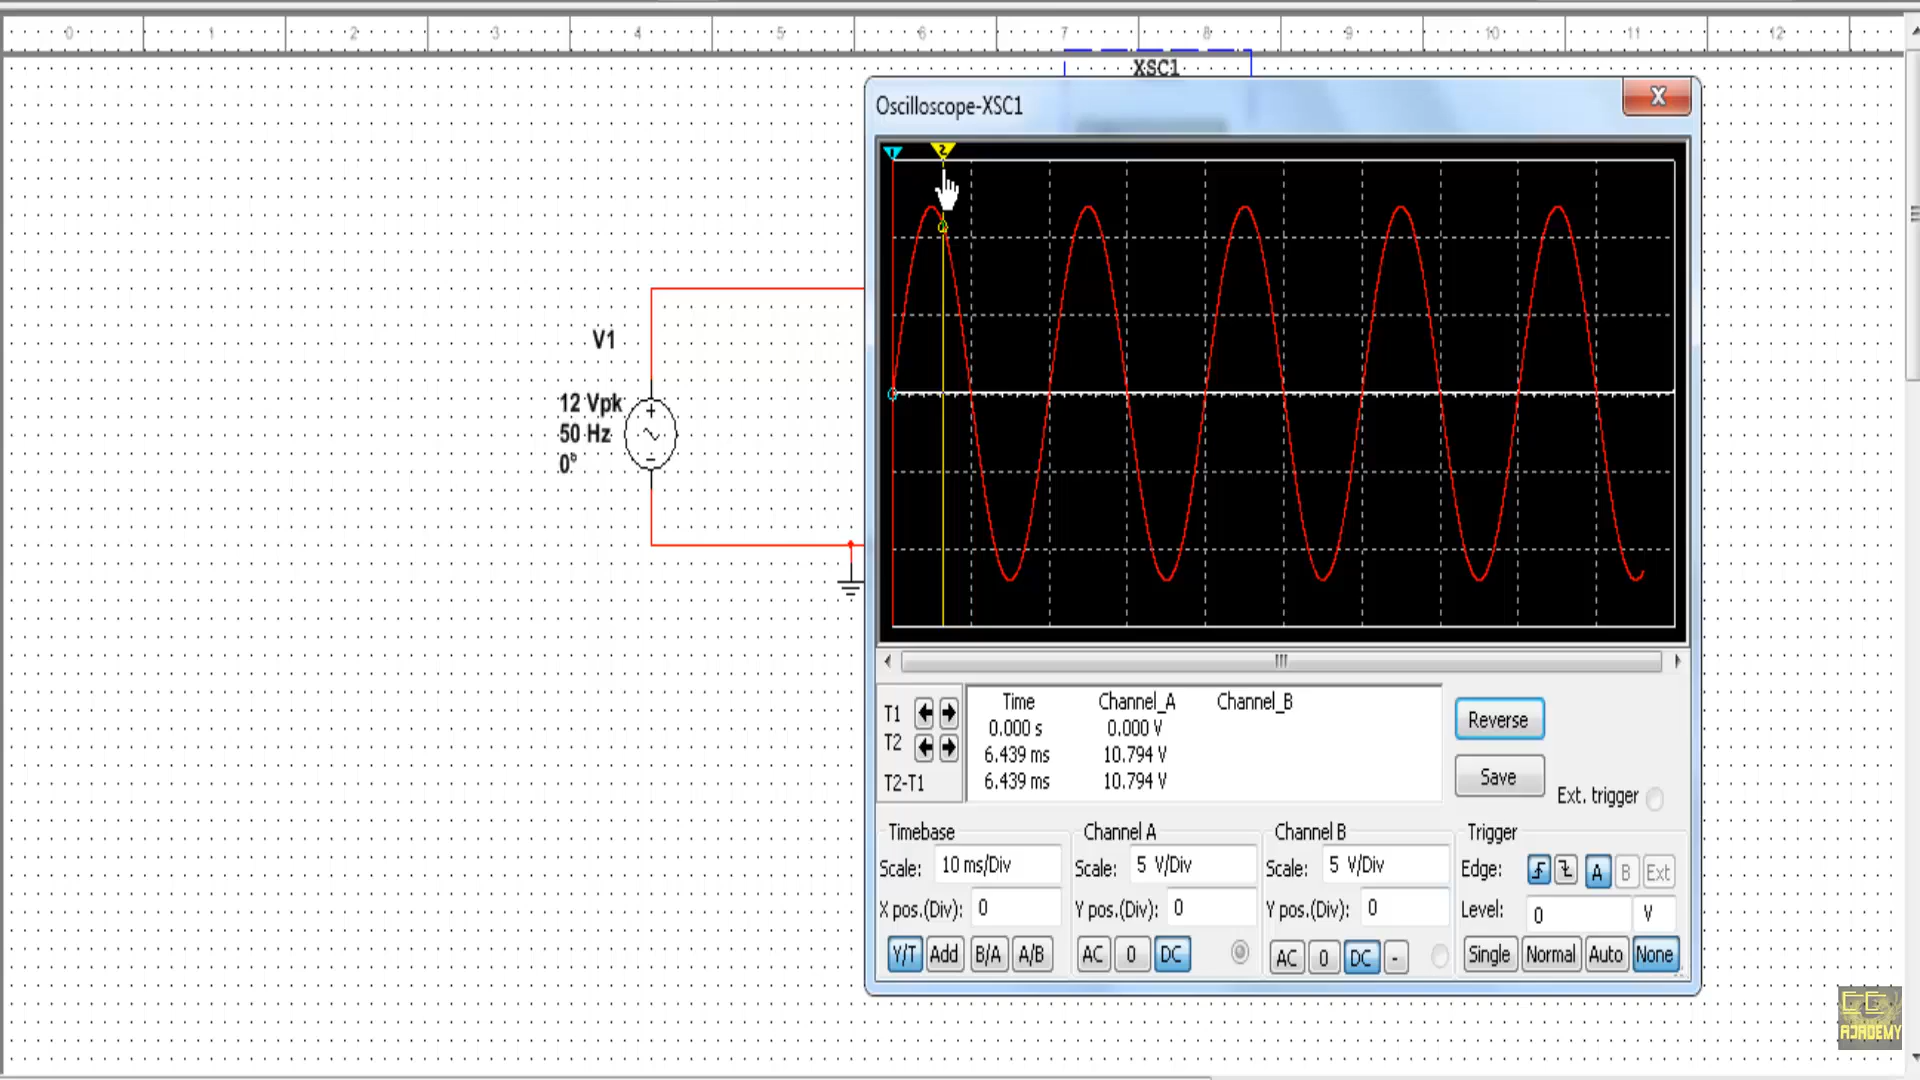 0 1 2 3 4 5 6 7 8 9 10 11 12
XSC1
Oscilloscope-XSC1
X
1 2
V1
12 Vpk
50 Hz
0°
Time Channel_A Channel_B
T1 0.000 s 0.000 V
T2 6.439 ms 10.794 V
T2-T1 6.439 ms 10.794 V
Reverse
Save
Ext. trigger
Timebase Channel A Channel B Trigger
Scale: 10 ms/Div Scale: 5 V/Div Scale: 5 V/Div Edge: A B Ext
X pos.(Div): 0 Y pos.(Div): 0 Y pos.(Div): 0 Level: 0 V
Y/T Add B/A A/B AC 0 DC AC 0 DC - Single Normal Auto None
EE
AJADEMY